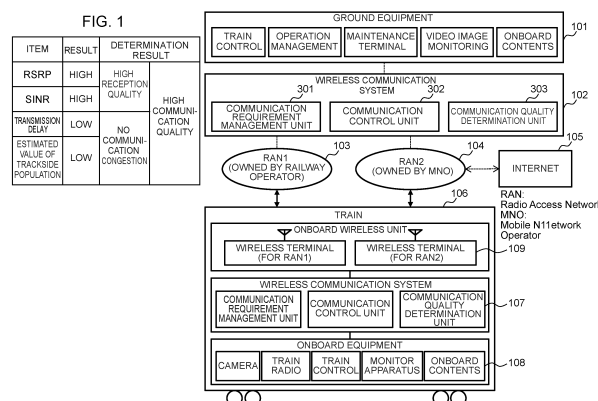 FIG. 1
ITEM RESULT DETERMINATION
RESULT
RSRP HIGH HIGH
RECEPTION
QUALITY
SINR HIGH
TRANSMISSION
DELAY LOW NO
COMMUNI-
CATION
CONGESTION
ESTIMATED
VALUE OF
TRACKSIDE
POPULATION LOW
HIGH
COMMUNI-
CATION
QUALITY
GROUND EQUIPMENT
TRAIN
CONTROL
OPERATION
MANAGEMENT
MAINTENANCE
TERMINAL
VIDEO IMAGE
MONITORING
ONBOARD
CONTENTS
101
WIRELESS COMMUNICATION
SYSTEM
301
COMMUNICATION
REQUIREMENT
MANAGEMENT UNIT
302
COMMUNICATION
CONTROL UNIT
303
COMMUNICATION QUALITY
DETERMINATION UNIT
102
RAN1
(OWNED BY RAILWAY
OPERATOR)
103
RAN2
(OWNED BY MNO)
104
105
INTERNET
RAN:
Radio Access Network
MNO:
Mobile N11etwork
Operator
106
TRAIN
ONBOARD WIRELESS UNIT
WIRELESS TERMINAL
(FOR RAN1)
WIRELESS TERMINAL
(FOR RAN2)
109
WIRELESS COMMUNICATION SYSTEM
COMMUNICATION
REQUIREMENT
MANAGEMENT UNIT
COMMUNICATION
CONTROL UNIT
COMMUNICATION
QUALITY
DETERMINATION
UNIT
107
ONBOARD EQUIPMENT
CAMERA
TRAIN
RADIO
TRAIN
CONTROL
MONITOR
APPARATUS
ONBOARD
CONTENTS
108